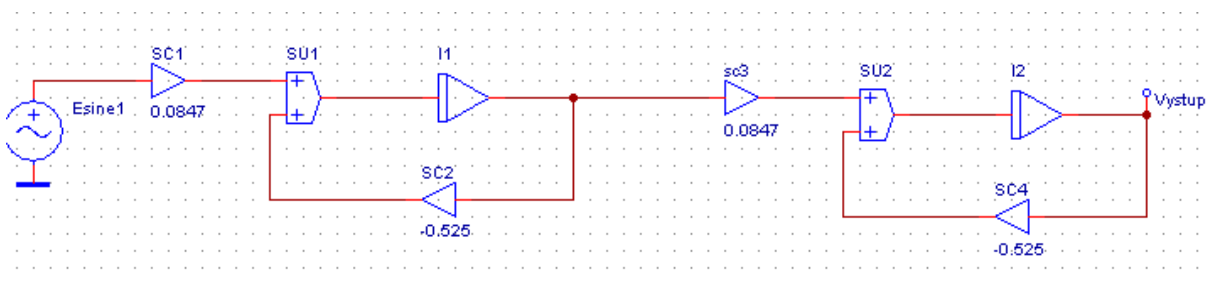 SC1
SU1
I1
sc3
SU2
I2
Esine1
0.0847
0.0847
Vystup
SC2
-0.525
SC4
-0.525